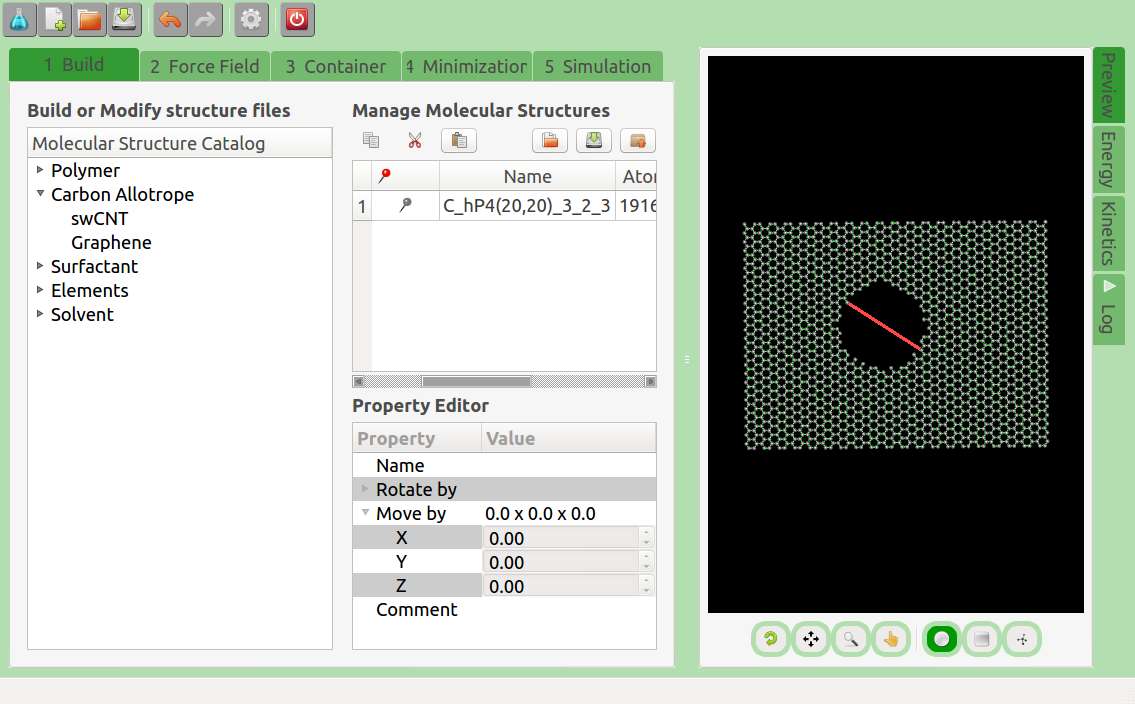 1 Build
2 Force Field
3 Container
4 Minimization
5 Simulation
Build or Modify structure files
Molecular Structure Catalog
Polymer
Carbon Allotrope
swCNT
Graphene
Surfactant
Elements
Solvent
Manage Molecular Structures
Name Ato
1 C_hP4(20,20)_3_2_3 1916
Property Editor
Property Value
Name
Rotate by
Move by 0.0 x 0.0 x 0.0
X 0.00
Y 0.00
Z 0.00
Comment
Preview
Energy
Kinetics
Log